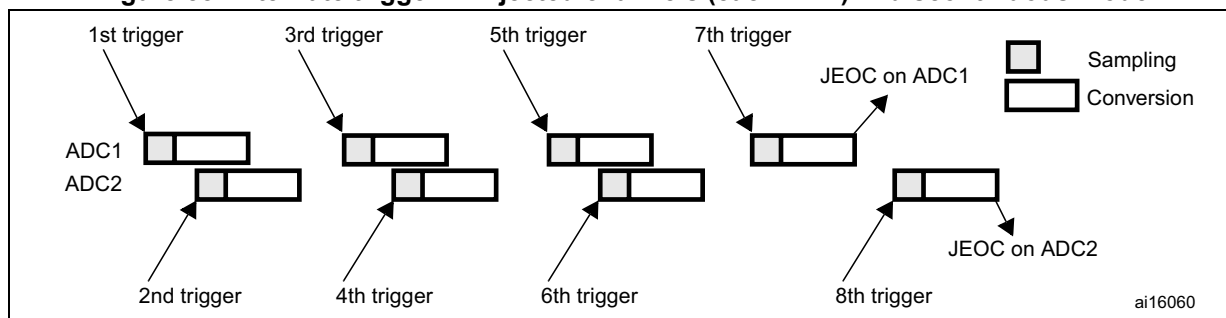 1st trigger
3rd trigger
5th trigger
7th trigger
JEOC on ADC1
Sampling
Conversion
ADC1
ADC2
JEOC on ADC2
2nd trigger
4th trigger
6th trigger
8th trigger
ai16060